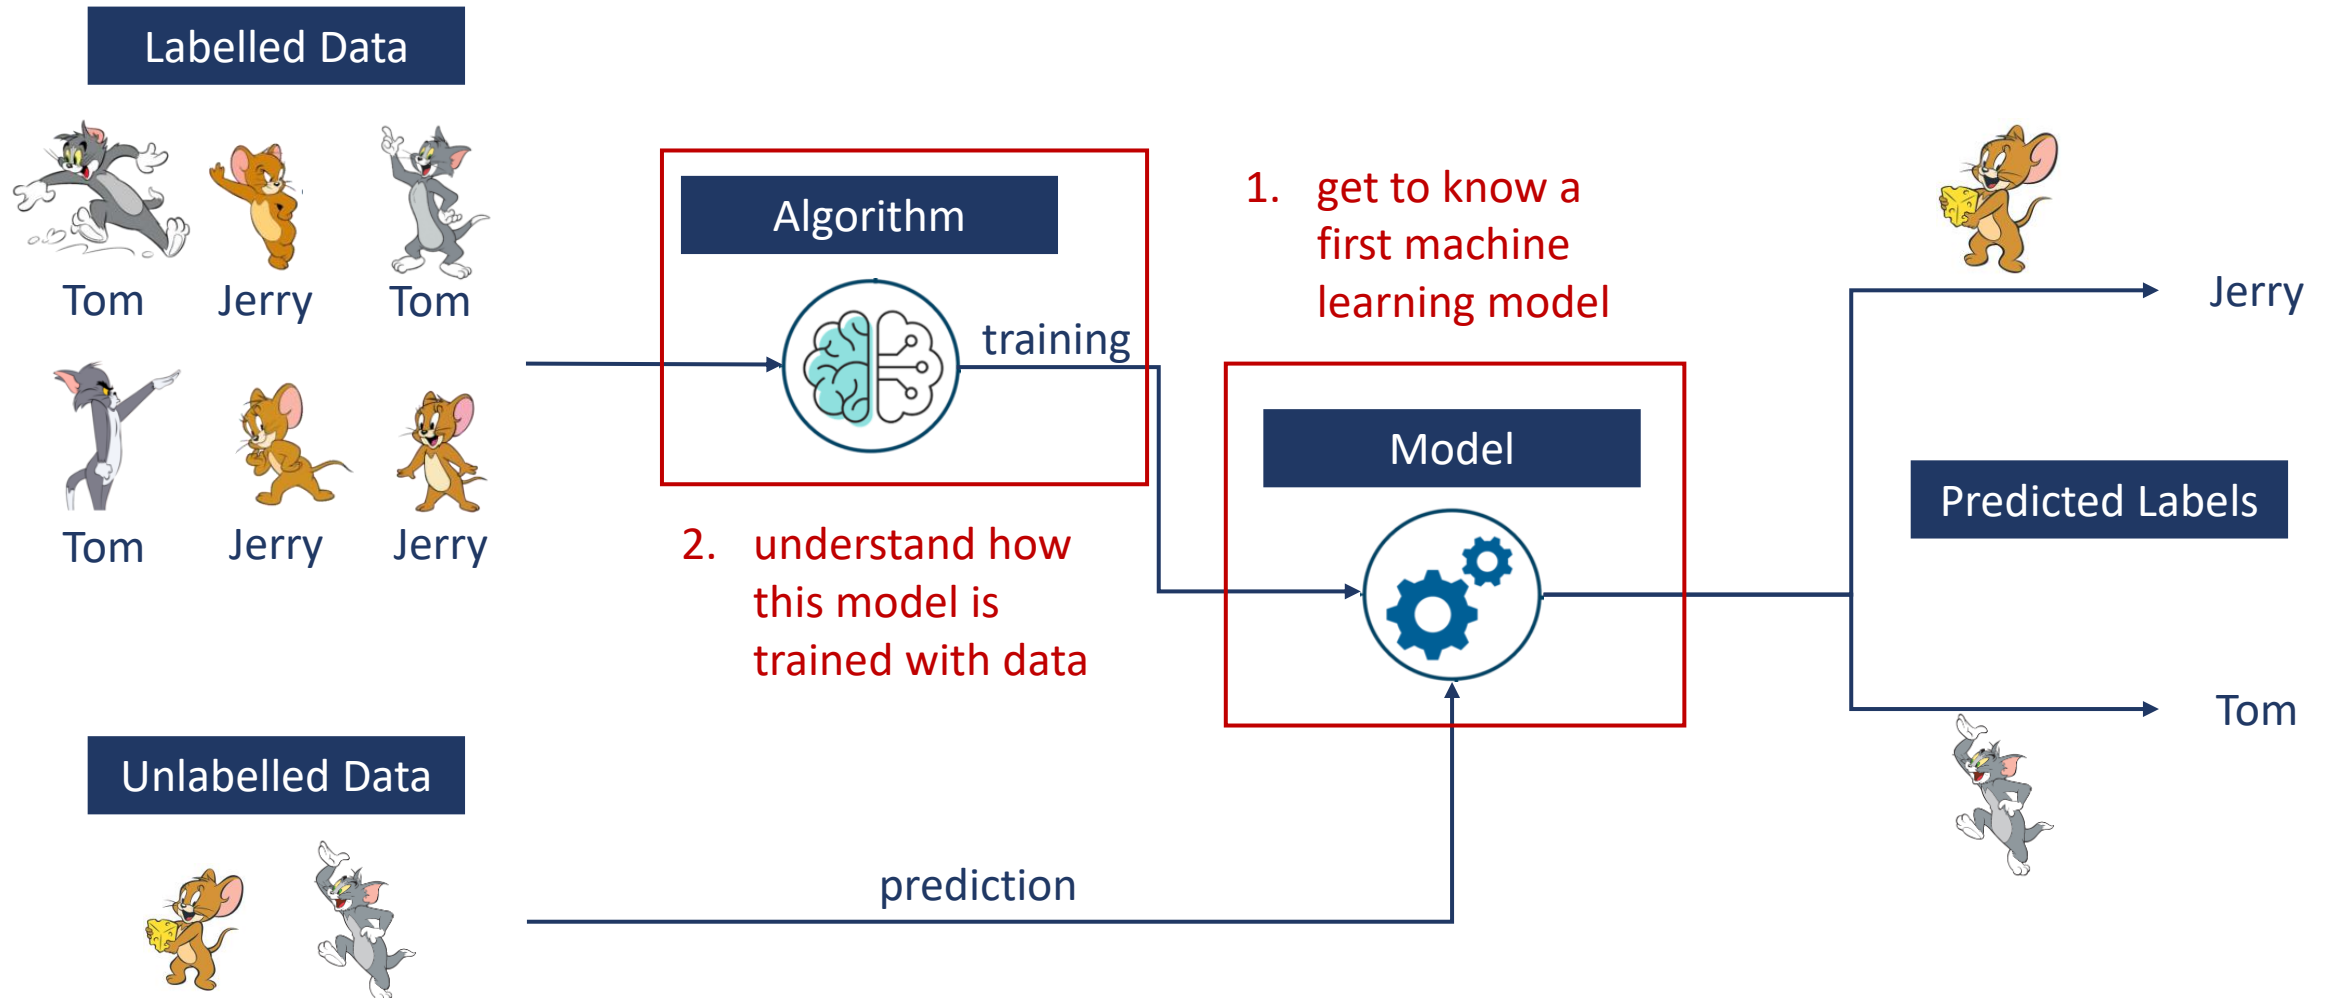 Labelled Data
Tom
Jerry
Tom
Tom
Jerry
Jerry
Algorithm
training
1. get to know a
first machine
learning model
2. understand how
this model is
trained with data
Model
Jerry
Predicted Labels
Tom
Unlabelled Data
prediction